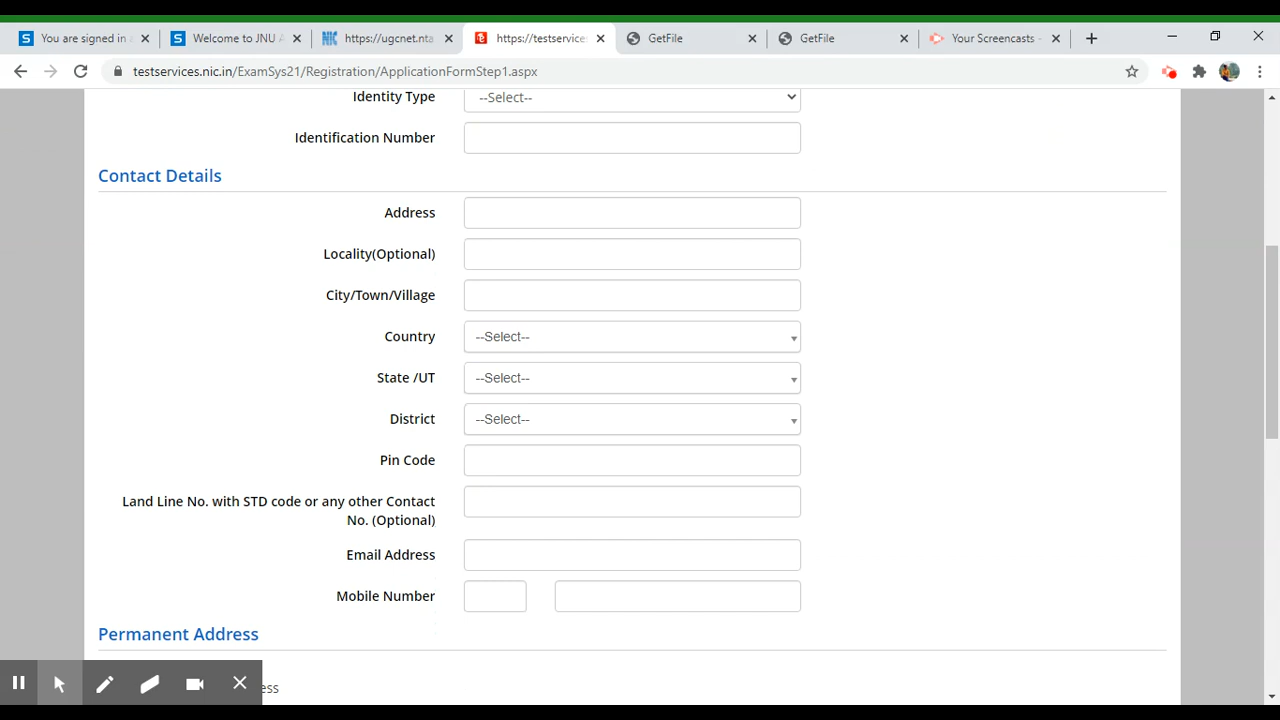 You are signed in
Welcome to JNU A
NIC https://ugcnet.nta
https://testservice
GetFile
GetFile
Your Screencasts -
testservices.nic.in/ExamSys21/Registration/ApplicationFormStep1.aspx
Identity Type --Select--
Identification Number
Contact Details
Address
Locality(Optional)
City/Town/Village
Country --Select--
State /UT --Select--
District --Select--
Pin Code
Land Line No. with STD code or any other Contact
No. (Optional)
Email Address
Mobile Number
Permanent Address
ess